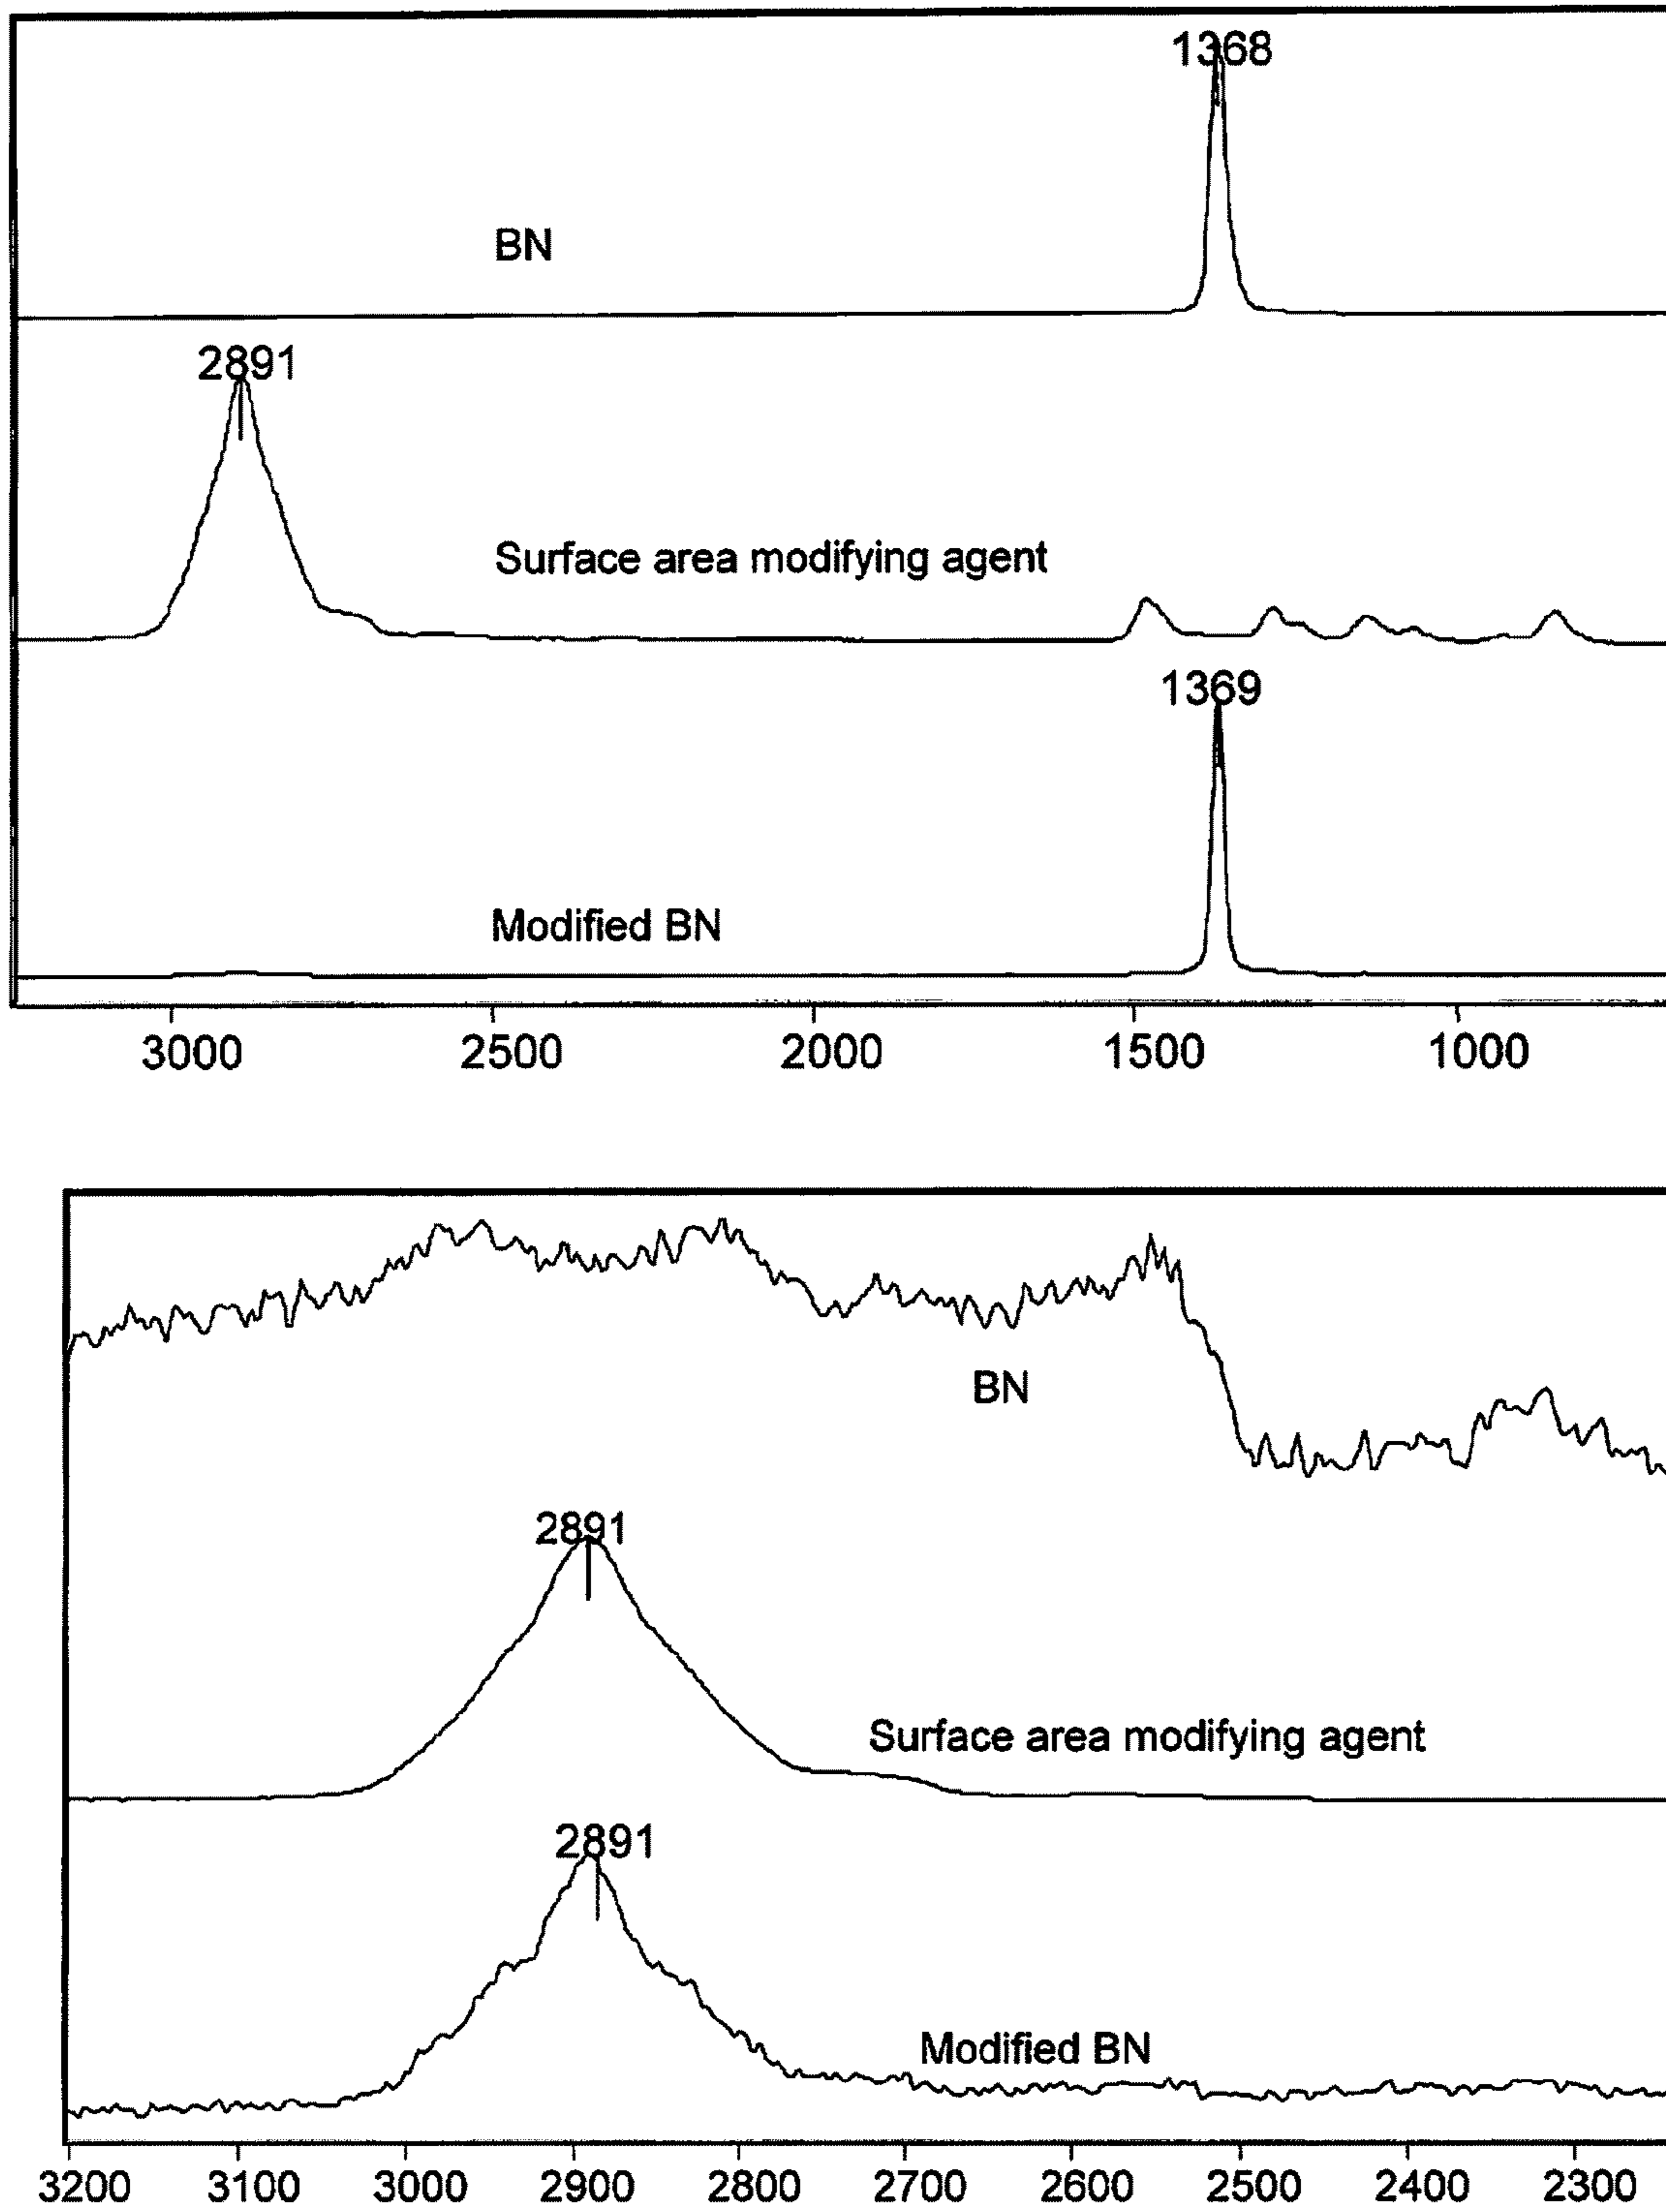 1368
BN
2891
Surface area modifying agent
1369
Modified BN
3000 2500 2000 1500 1000
BN
2891
Surface area modifying agent
2891
Modified BN
3200 3100 3000 2900 2800 2700 2600 2500 2400 2300